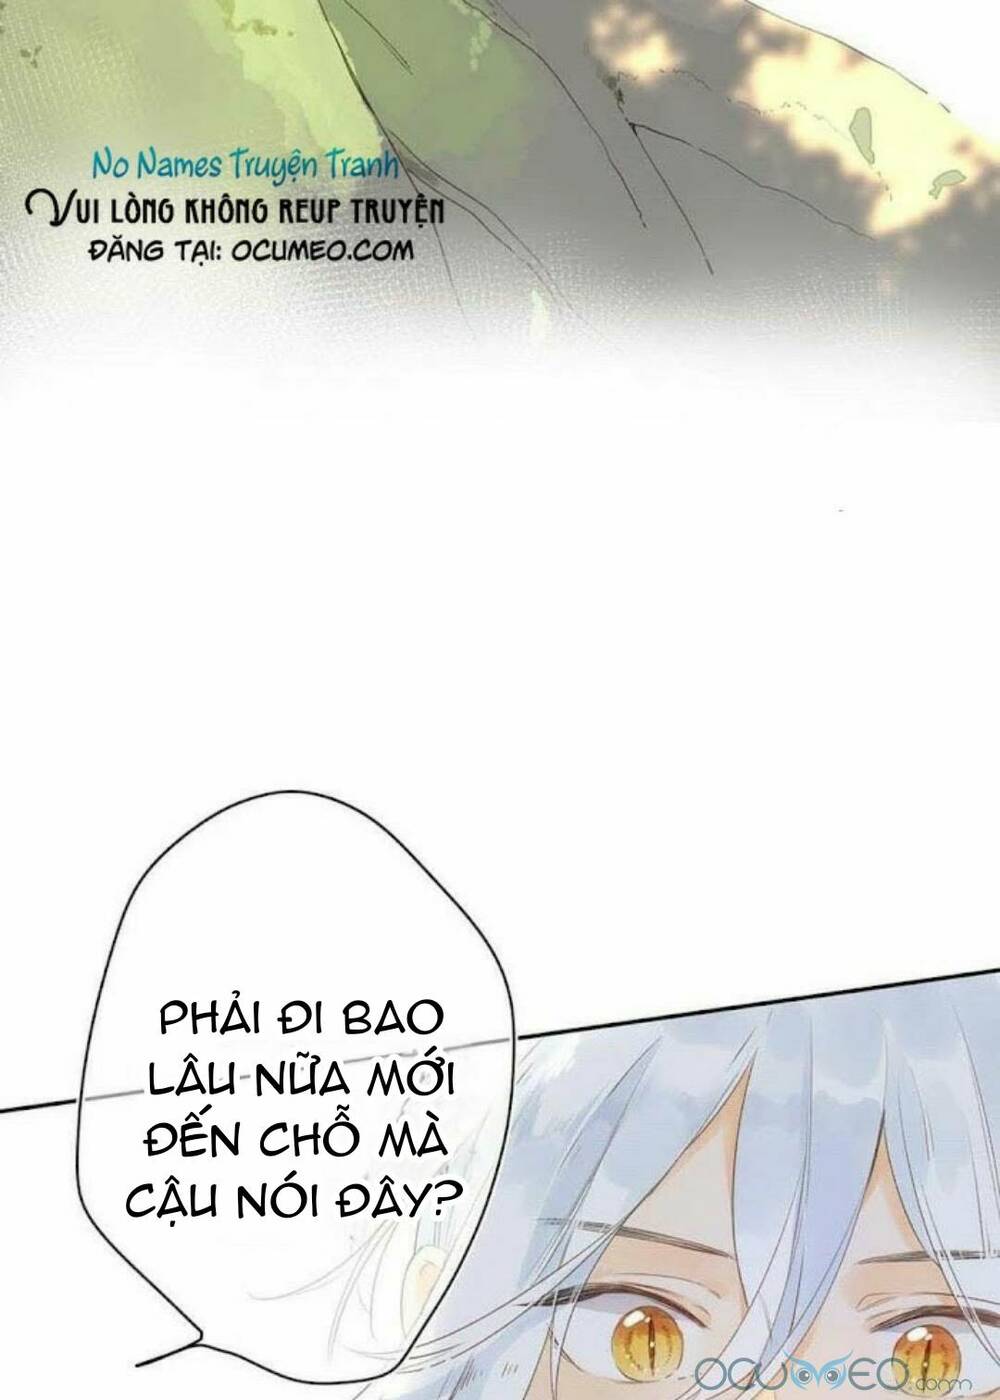 No Names Truyện Tranh
VUI LÒNG KHÔNG REUP TRUYỆN
ĐĂNG TẠI: OCUMEO.COM
PHẢI ĐI BAO
LÂU NỮA MỚI
ĐẾN CHỖ MÀ
CẬU NÓI ĐÂY?
OCUMEO.comm